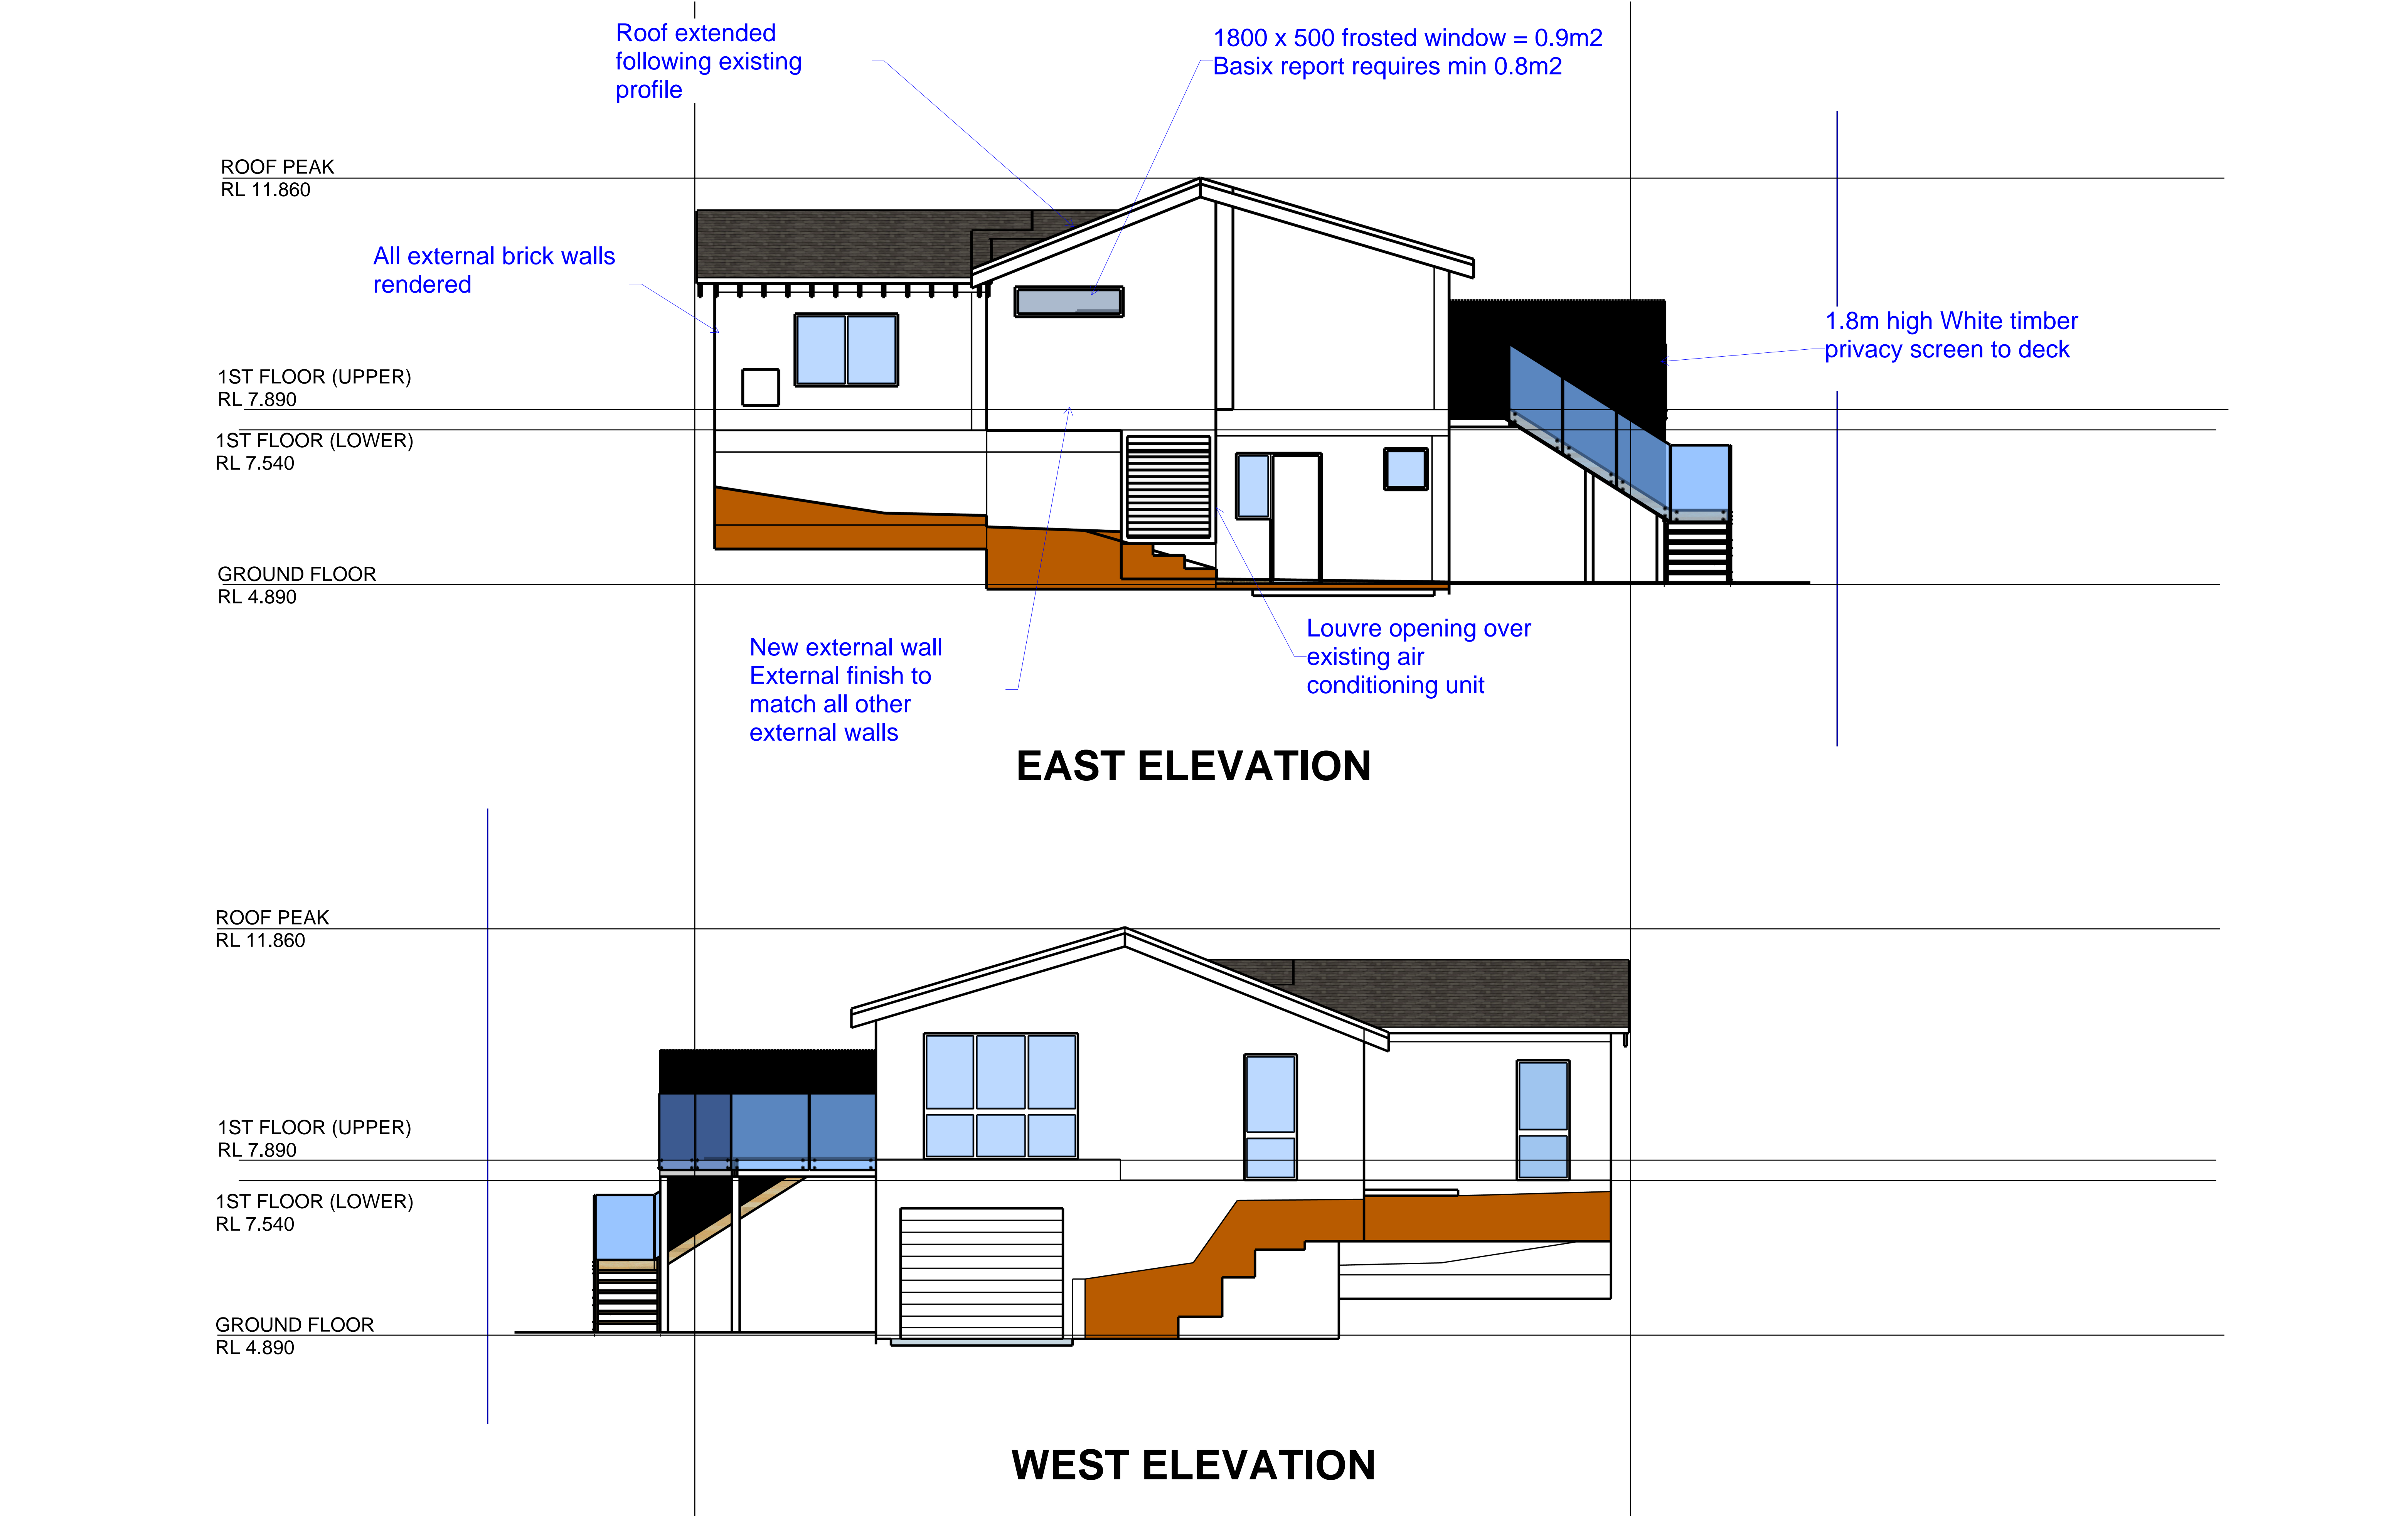 Roof extended
following existing
profile
1800 x 500 frosted window = 0.9m2
Basix report requires min 0.8m2
ROOF PEAK
RL 11.860
All external brick walls
rendered
1.8m high White timber
privacy screen to deck
1ST FLOOR (UPPER)
RL 7.890
1ST FLOOR (LOWER)
RL 7.540
GROUND FLOOR
RL 4.890
New external wall
External finish to
match all other
external walls
Louvre opening over
existing air
conditioning unit
EAST ELEVATION
ROOF PEAK
RL 11.860
1ST FLOOR (UPPER)
RL 7.890
1ST FLOOR (LOWER)
RL 7.540
GROUND FLOOR
RL 4.890
WEST ELEVATION